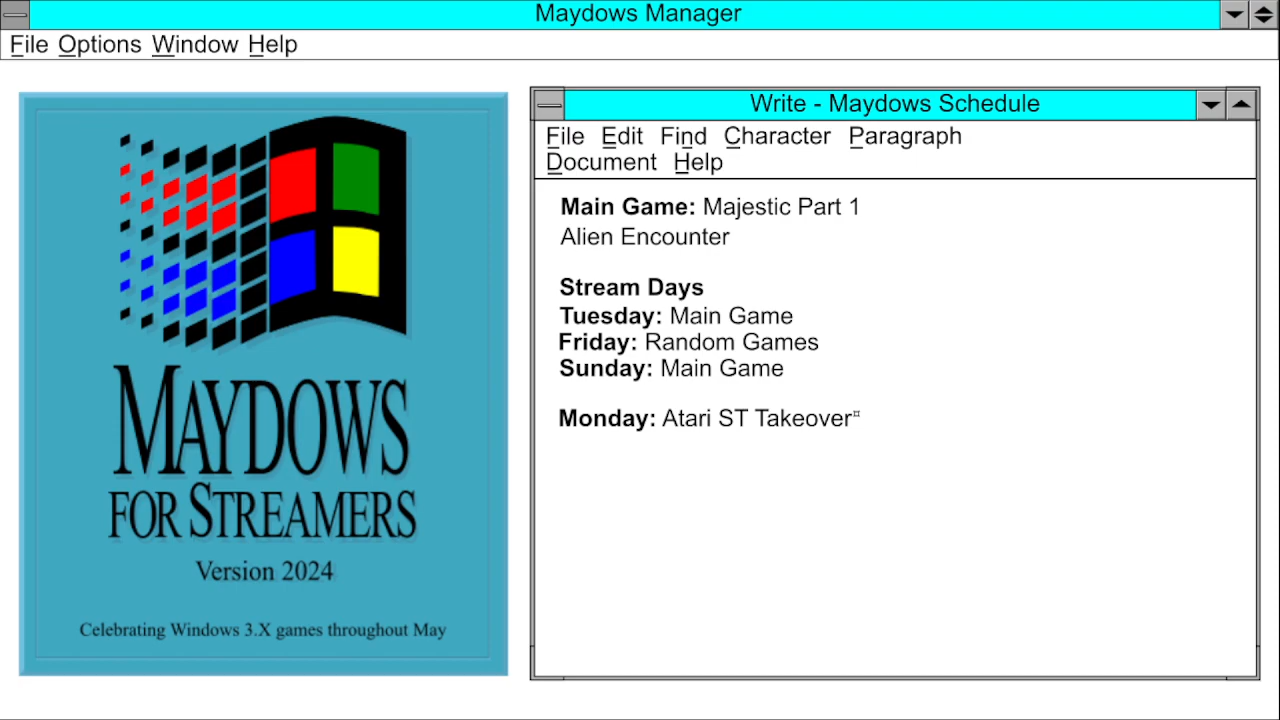 Maydows Manager
File Options Window Help
MAYDOWS
FOR STREAMERS
Version 2024
Celebrating Windows 3.X games throughout May
Write - Maydows Schedule
File Edit Find Character Paragraph
Document Help
Main Game: Majestic Part 1
Alien Encounter
Stream Days
Tuesday: Main Game
Friday: Random Games
Sunday: Main Game
Monday: Atari ST Takeover¤